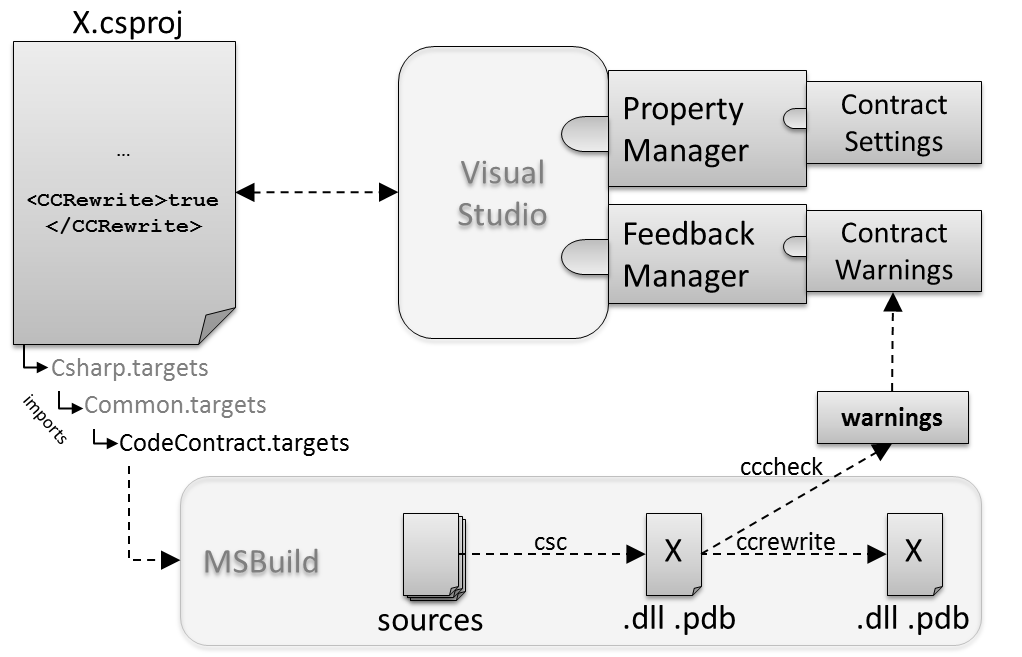 X.csproj
...
<CCRewrite>true
</CCRewrite>
Visual
Studio
Property
Manager
Contract
Settings
Feedback
Manager
Contract
Warnings
Csharp.targets
Common.targets
imports
CodeContract.targets
warnings
cccheck
MSBuild
csc
X
ccrewrite
X
sources
.dll .pdb
.dll .pdb